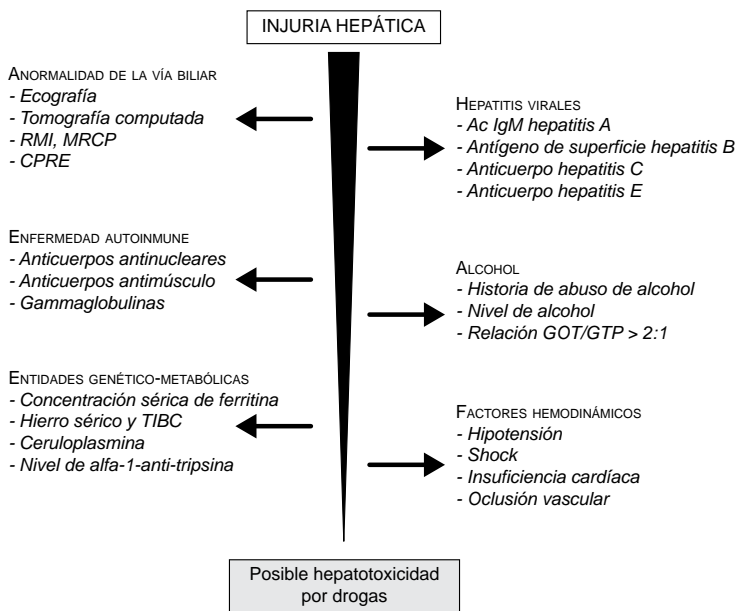 INJURIA HEPÁTICA
ANORMALIDAD DE LA VÍA BILIAR
- Ecografía
- Tomografía computada
- RMI, MRCP
- CPRE
HEPATITIS VIRALES
- Ac IgM hepatitis A
- Antígeno de superficie hepatitis B
- Anticuerpo hepatitis C
- Anticuerpo hepatitis E
ENFERMEDAD AUTOINMUNE
- Anticuerpos antinucleares
- Anticuerpos antimúsculo
- Gammaglobulinas
ALCOHOL
- Historia de abuso de alcohol
- Nivel de alcohol
- Relación GOT/GTP > 2:1
ENTIDADES GENÉTICO-METABÓLICAS
- Concentración sérica de ferritina
- Hierro sérico y TIBC
- Ceruloplasmina
- Nivel de alfa-1-anti-tripsina
FACTORES HEMODINÁMICOS
- Hipotensión
- Shock
- Insuficiencia cardíaca
- Oclusión vascular
Posible hepatotoxicidad
por drogas